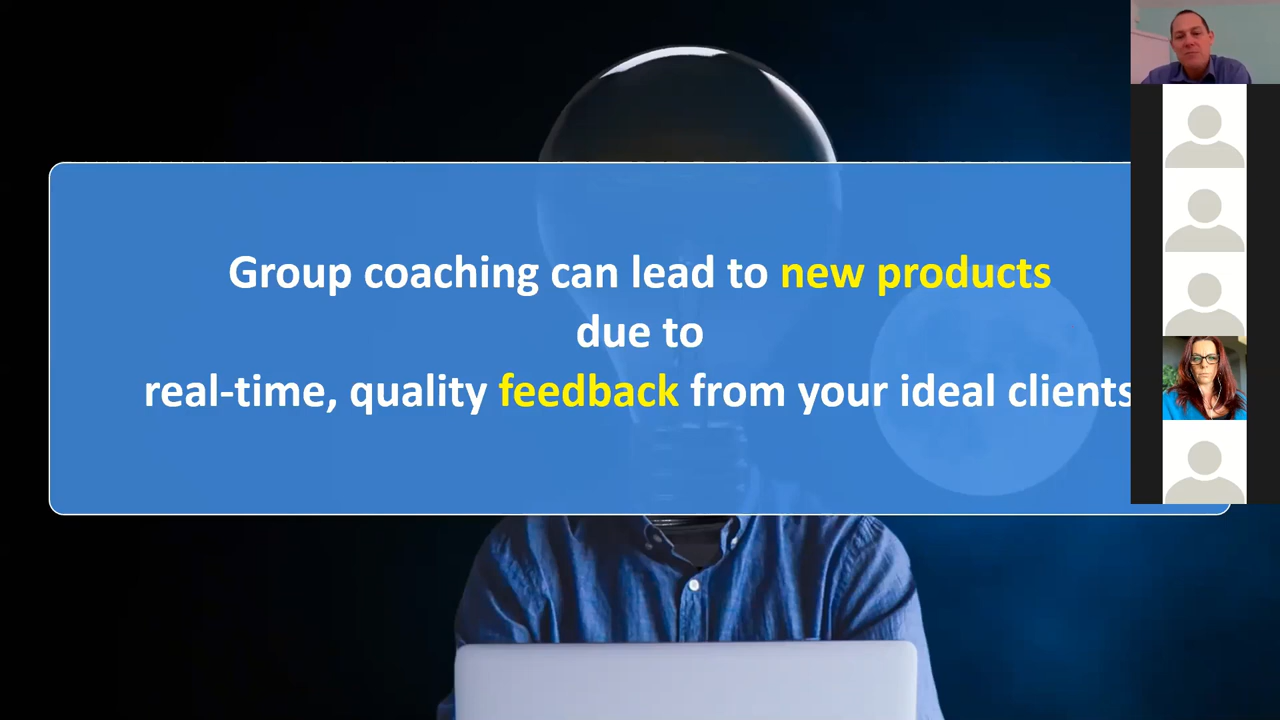 Group coaching can lead to new products
due to
real-time, quality feedback from your ideal clients